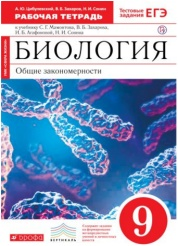 РАБОЧАЯ ТЕТРАДЬ
Тестовые задания ЕГЭ
А. Ю. Цибулевский, В. Б. Захаров, Н. И. Сонин
к учебнику С. Г. Мамонтова, В. Б. Захарова,
И. Б. Агафоновой, Н. И. Сонина
БИОЛОГИЯ
Общие закономерности
9
ДРОФА
ВЕРТИКАЛЬ